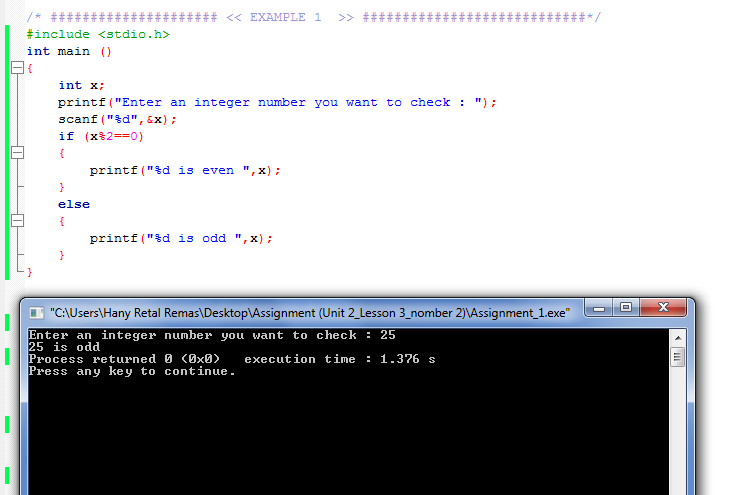 /* ##################### << EXAMPLE 1  >> ############################*/
#include <stdio.h>
int main ()
{
    int x;
    printf("Enter an integer number you want to check : ");
    scanf("%d",&x);
    if (x%2==0)
    {
        printf("%d is even ",x);
    }
    else
    {
        printf("%d is odd ",x);
    }
}
"C:\Users\Hany Retal Remas\Desktop\Assignment (Unit 2_Lesson 3_nomber 2)\Assignment_1.exe"
Enter an integer number you want to check : 25
25 is odd
Process returned 0 (0x0)   execution time : 1.376 s
Press any key to continue.